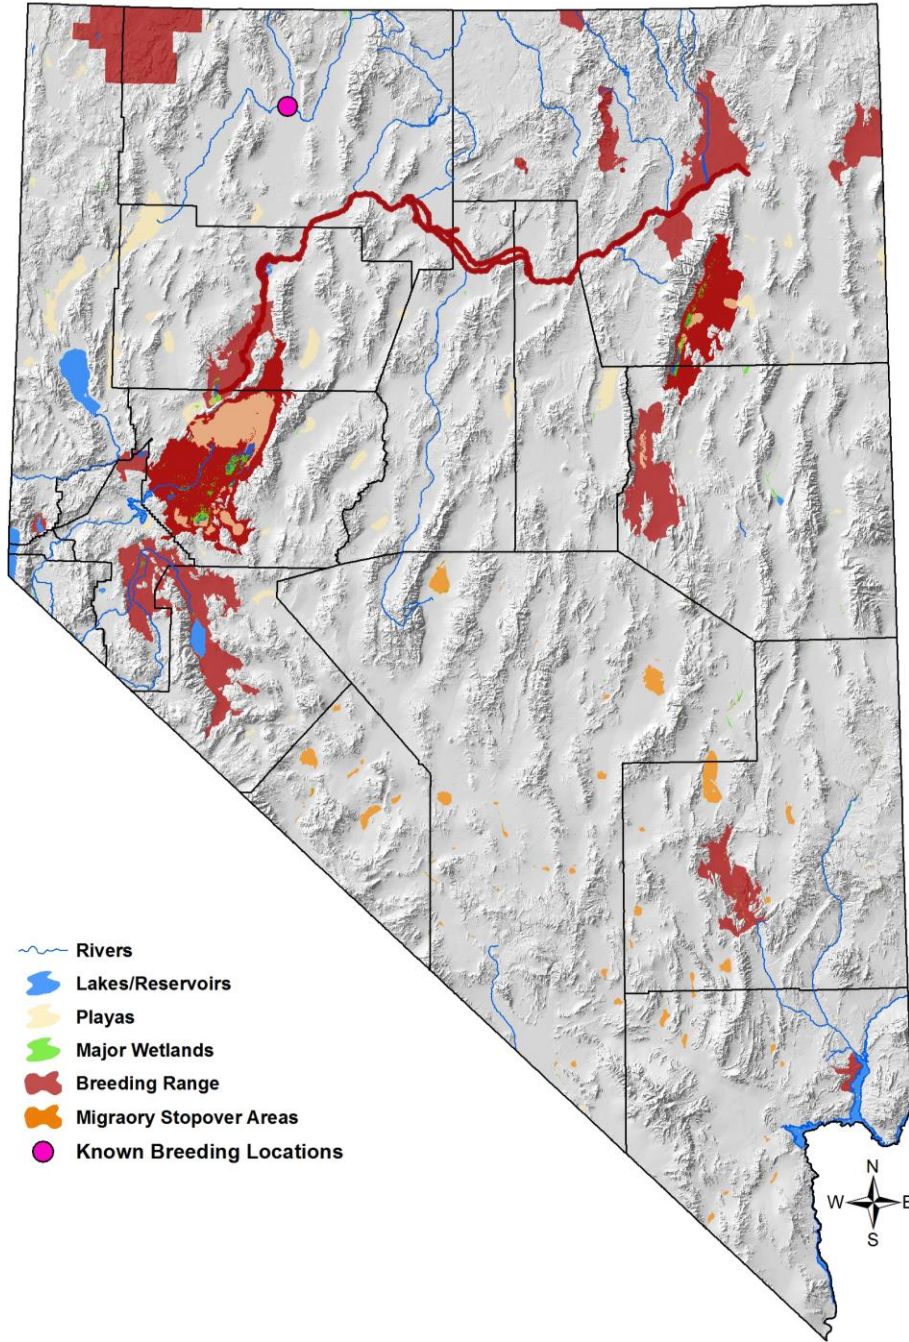 Rivers
Lakes/Reservoirs
Playas
Major Wetlands
Breeding Range
Migraory Stopover Areas
Known Breeding Locations
N
W E
S